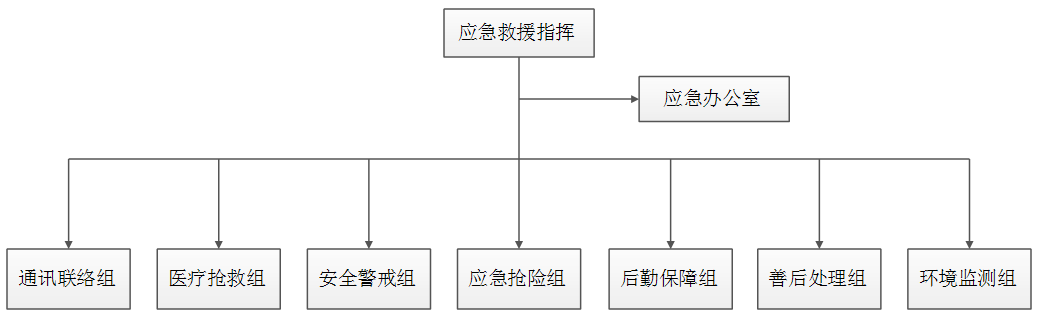 应急救援指挥
应急办公室
通讯联络组
医疗抢救组
安全警戒组
应急抢险组
后勤保障组
善后处理组
环境监测组